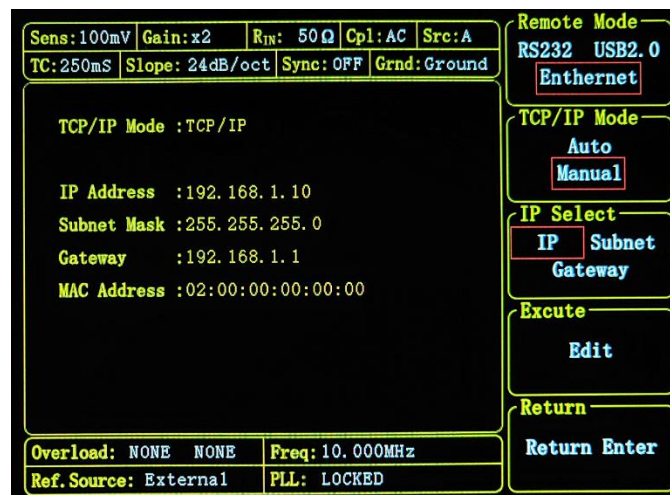 Sens:100mV Gain:x2 RIN: 50Ω Cpl:AC Src:A
TC:250mS Slope: 24dB/oct Sync:OFF Grnd:Ground
TCP/IP Mode :TCP/IP
IP Address :192.168.1.10
Subnet Mask :255.255.255.0
Gateway :192.168.1.1
MAC Address :02:00:00:00:00:00
Overload: NONE NONE Freq:10.000MHz
Ref.Source: External PLL: LOCKED
Remote Mode
RS232 USB2.0
Enthernet
TCP/IP Mode
Auto
Manual
IP Select
IP Subnet
Gateway
Excute
Edit
Return
Return Enter